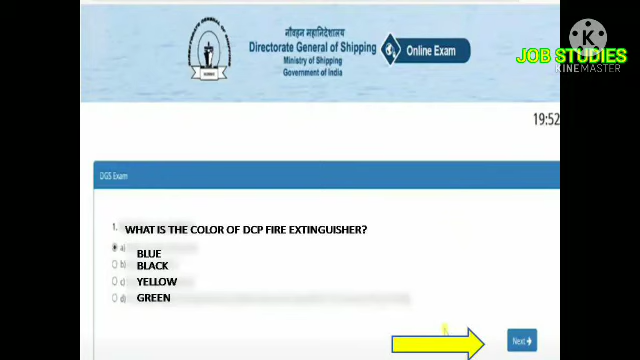 नौवहन महानिदेशालय
Directorate General of Shipping
Ministry of Shipping
Government of India
Online Exam
JOB STUDIES
KINEMASTER
19:52
DGS Exam
1. WHAT IS THE COLOR OF DCP FIRE EXTINGUISHER?
a) BLUE
b) BLACK
c) YELLOW
d) GREEN
Next